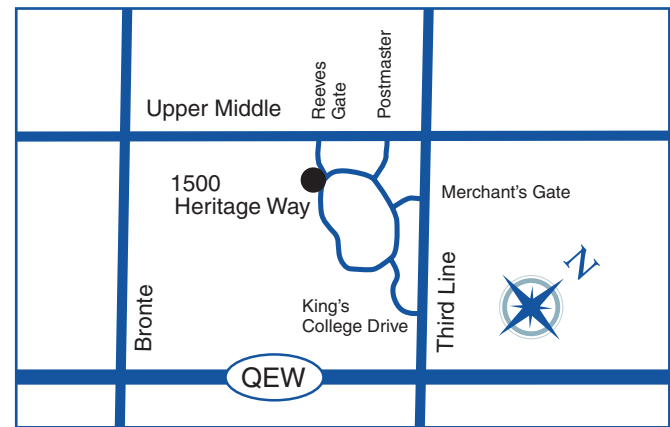 Reeves
Gate
Postmaster
Upper Middle
1500
Heritage Way
Merchant's Gate
N
King's
College Drive
Bronte
Third Line
QEW